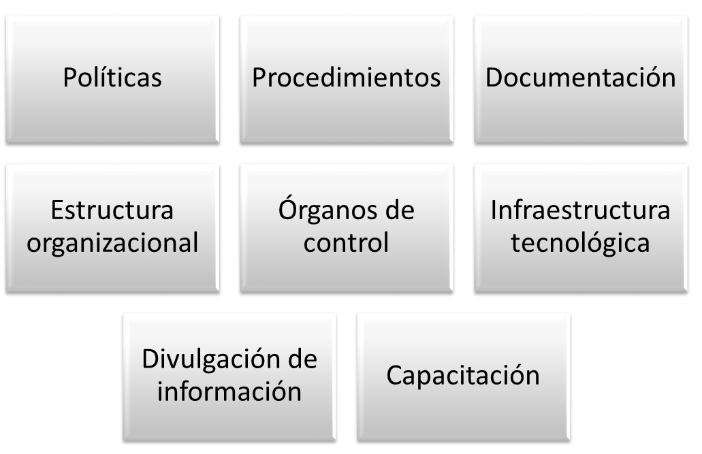 Políticas
Procedimientos
Documentación
Estructura
organizacional
Órganos de
control
Infraestructura
tecnológica
Divulgación de
información
Capacitación